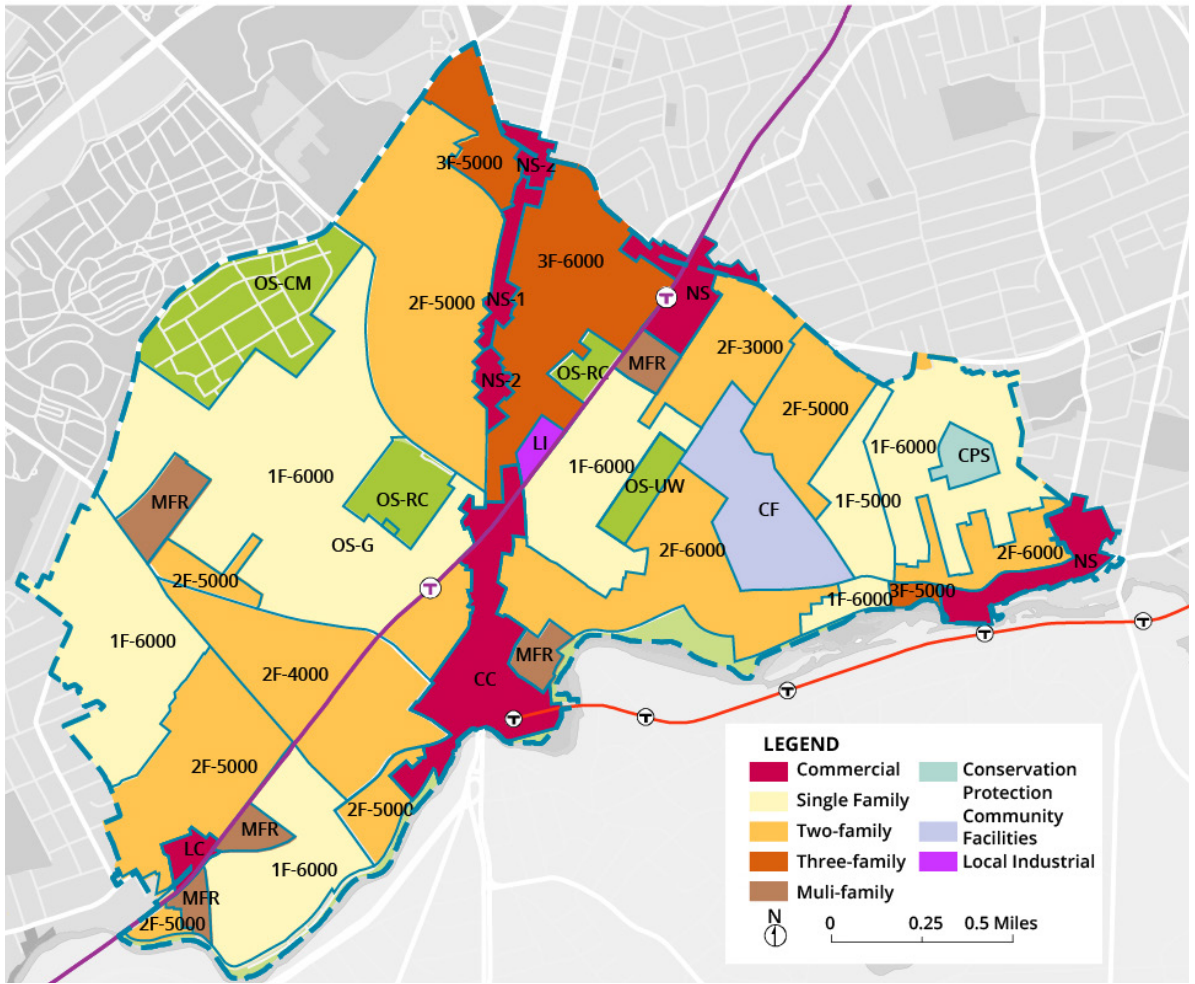 3F-5000
NS-2
3F-6000
OS-CM
NS
2F-5000
NS-1
2F-3000
MFR
OS-RC
NS-2
2F-5000
LI
1F-6000
1F-6000
CPS
1F-6000
OS-UW
1F-5000
MFR
OS-RC
CF
OS-G
2F-6000
2F-6000
NS
2F-5000
T
T
3F-5000
1F-6000
T
T
1F-6000
MFR
2F-4000
CC
T
T
T
2F-5000
2F-5000
MFR
LC
1F-6000
MFR
2F-5000
LEGEND
Commercial
Single Family
Two-family
Three-family
Muli-family
Conservation
Protection
Community
Facilities
Local Industrial
N
0 0.25 0.5 Miles